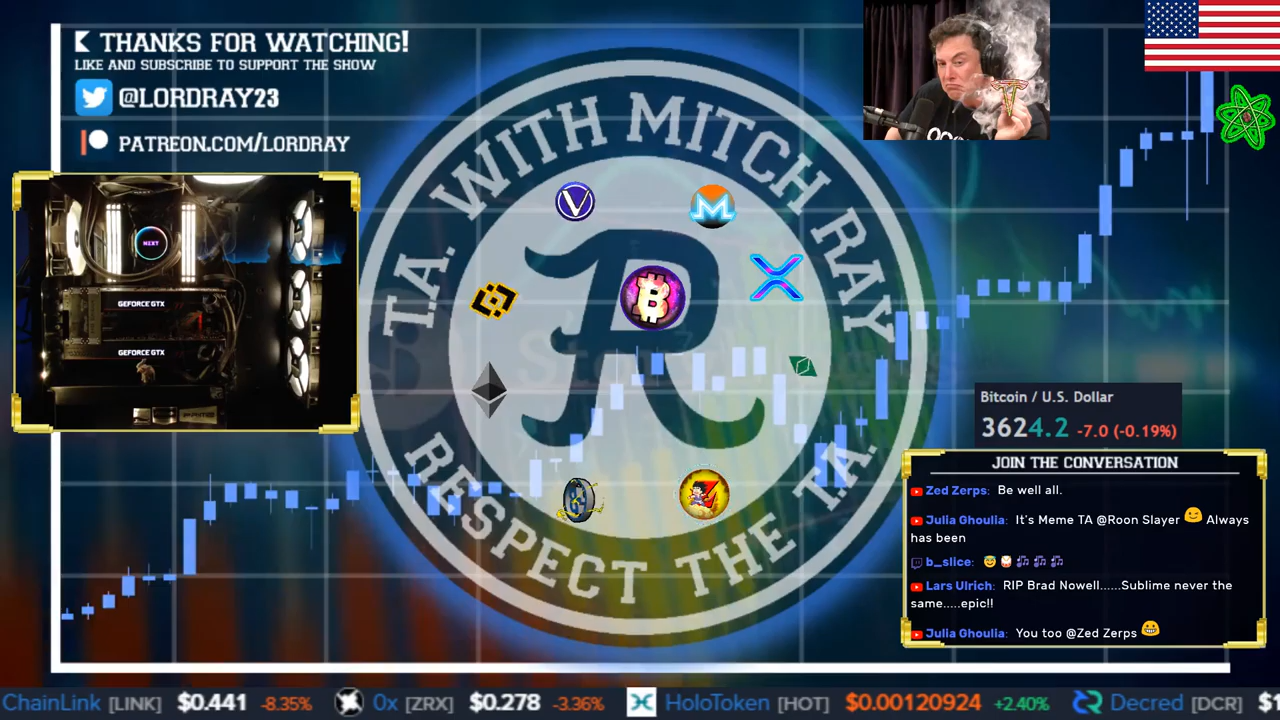 THANKS FOR WATCHING!
LIKE AND SUBSCRIBE TO SUPPORT THE SHOW
@LORDRAY23
PATREON.COM/LORDRAY
T.A. WITH MITCH RAY
RESPECT THE T.A.
NZXT
GEFORCE GTX
GEFORCE GTX
Bitcoin / U.S. Dollar
3624.2 -7.0 (-0.19%)
JOIN THE CONVERSATION
Zed Zerps: Be well all.
Julia Ghoulia: It's Meme TA @Roon Slayer 😉 Always
has been
b_slice: 😇 🥁 🎶 🎶 🎶
Lars Ulrich: RIP Brad Nowell......Sublime never the
same.....epic!!
Julia Ghoulia: You too @Zed Zerps 😁
ChainLink [LINK] $0.441 -8.35% 0x [ZRX] $0.278 -3.36% HoloToken [HOT] $0.00120924 +2.40% Decred [DCR]